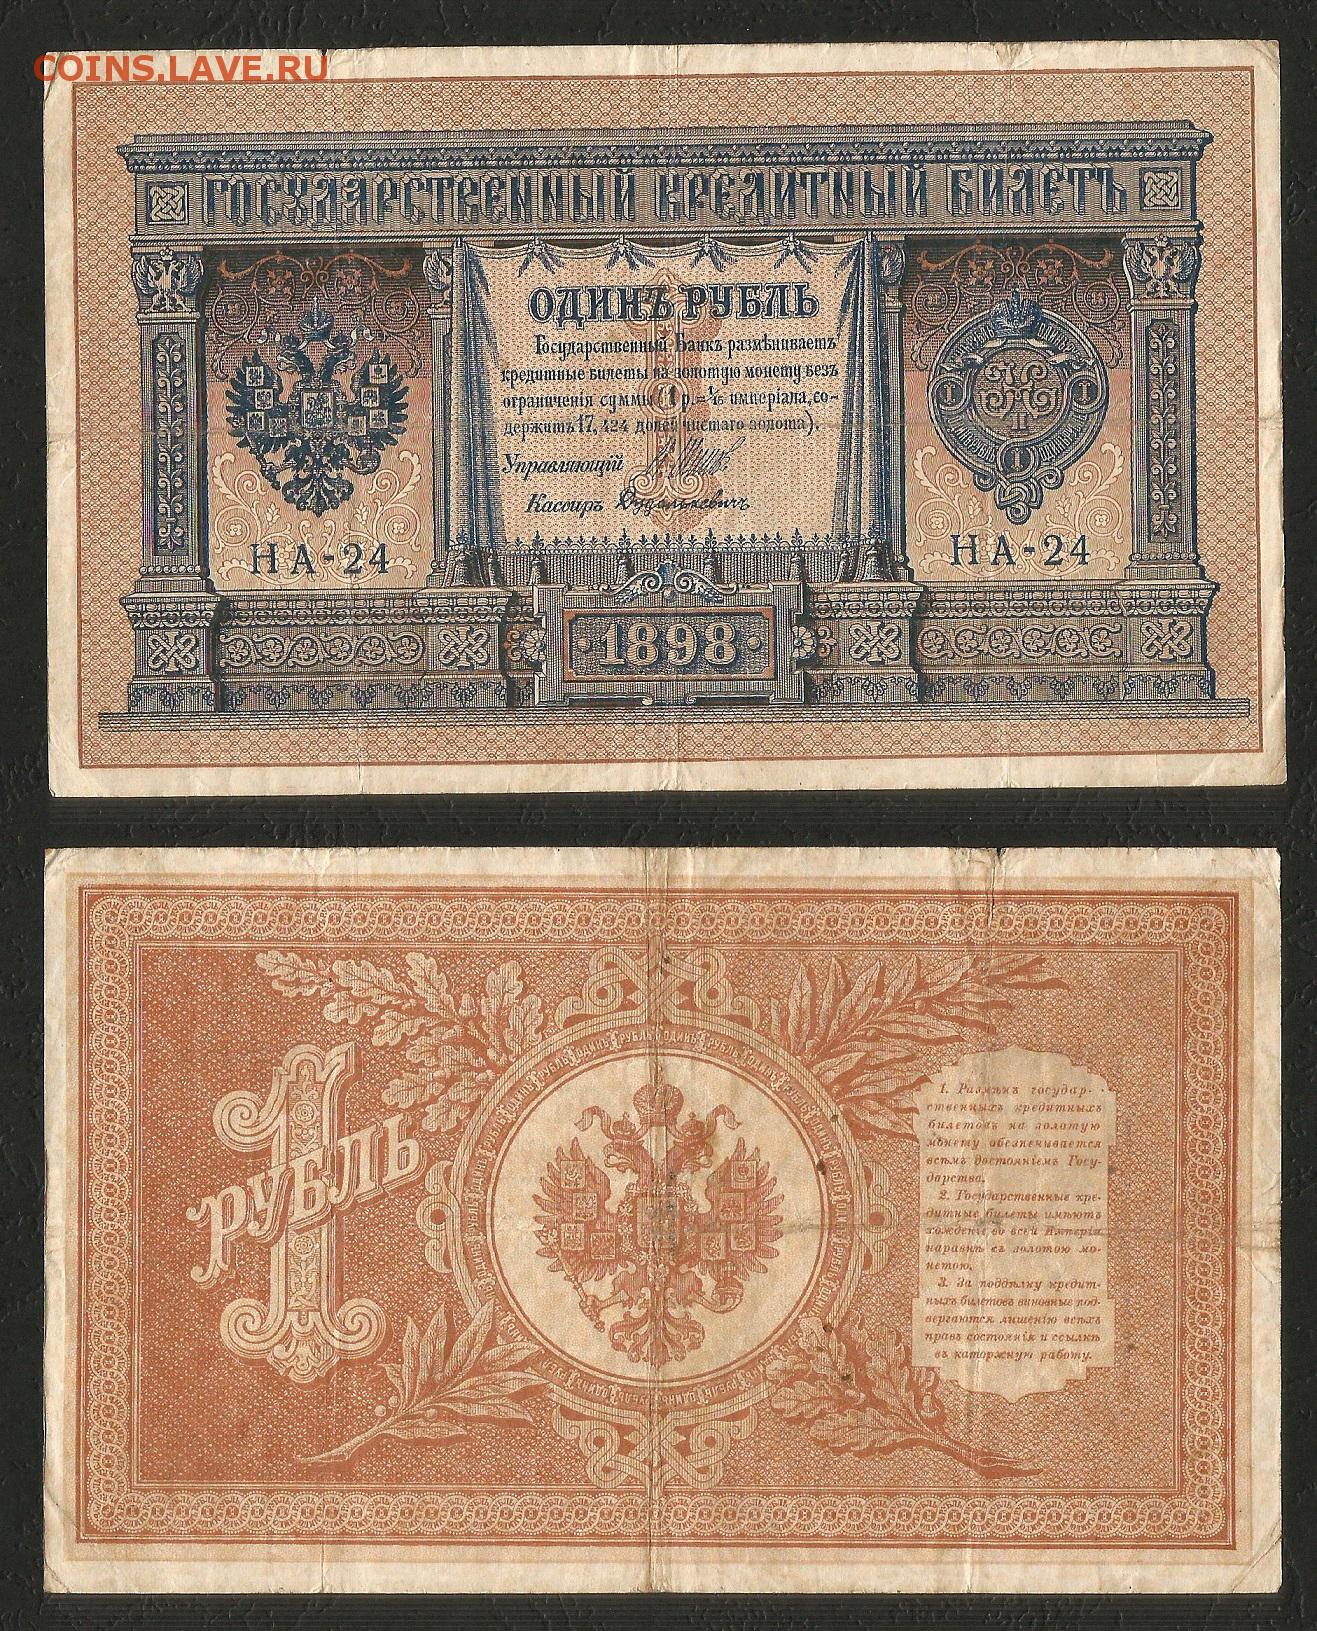 COINS.LAVE.RU
ГОСУДАРСТВЕННЫЙ КРЕДИТНЫЙ БИЛЕТЪ
ОДИНЪ РУБЛЬ
Государственный Банкъ размѣниваетъ
кредитные билеты на золотую монету безъ
ограниченія суммы (1 р.=1/15 имперіала, со-
держитъ 17,424 долей чистаго золота).
Управляющій
Кассиръ
1 1
1
НА-24 НА-24
·1898·
1
РУБЛЬ
1. Размѣнъ государ-
ственныхъ кредитныхъ
билетовъ на золотую
монету обезпечивается
всѣмъ достояніемъ Госу-
дарства.
2. Государственные кре-
дитные билеты имѣютъ
хожденіе во всей Имперіи
наравнѣ съ золотою мо-
нетою.
3. За поддѣлку кредит-
ныхъ билетовъ виновные под-
вергаются лишенію всѣхъ
правъ состоянія и ссылкѣ
въ каторжную работу.